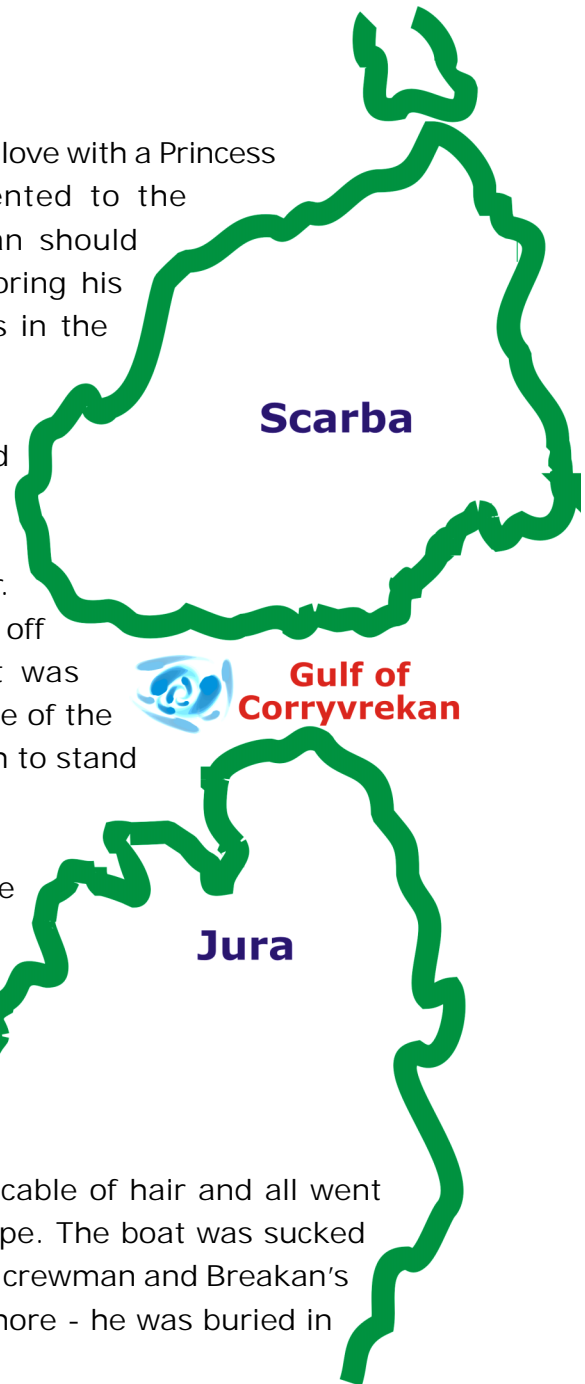 love with a Princess
ented to the
an should
oring his
s in the
Scarba
d
r.
off
t was
Gulf of
Corryvrekan
e of the
n to stand
e
Jura
cable of hair and all went
pe. The boat was sucked
crewman and Breakan's
hore - he was buried in